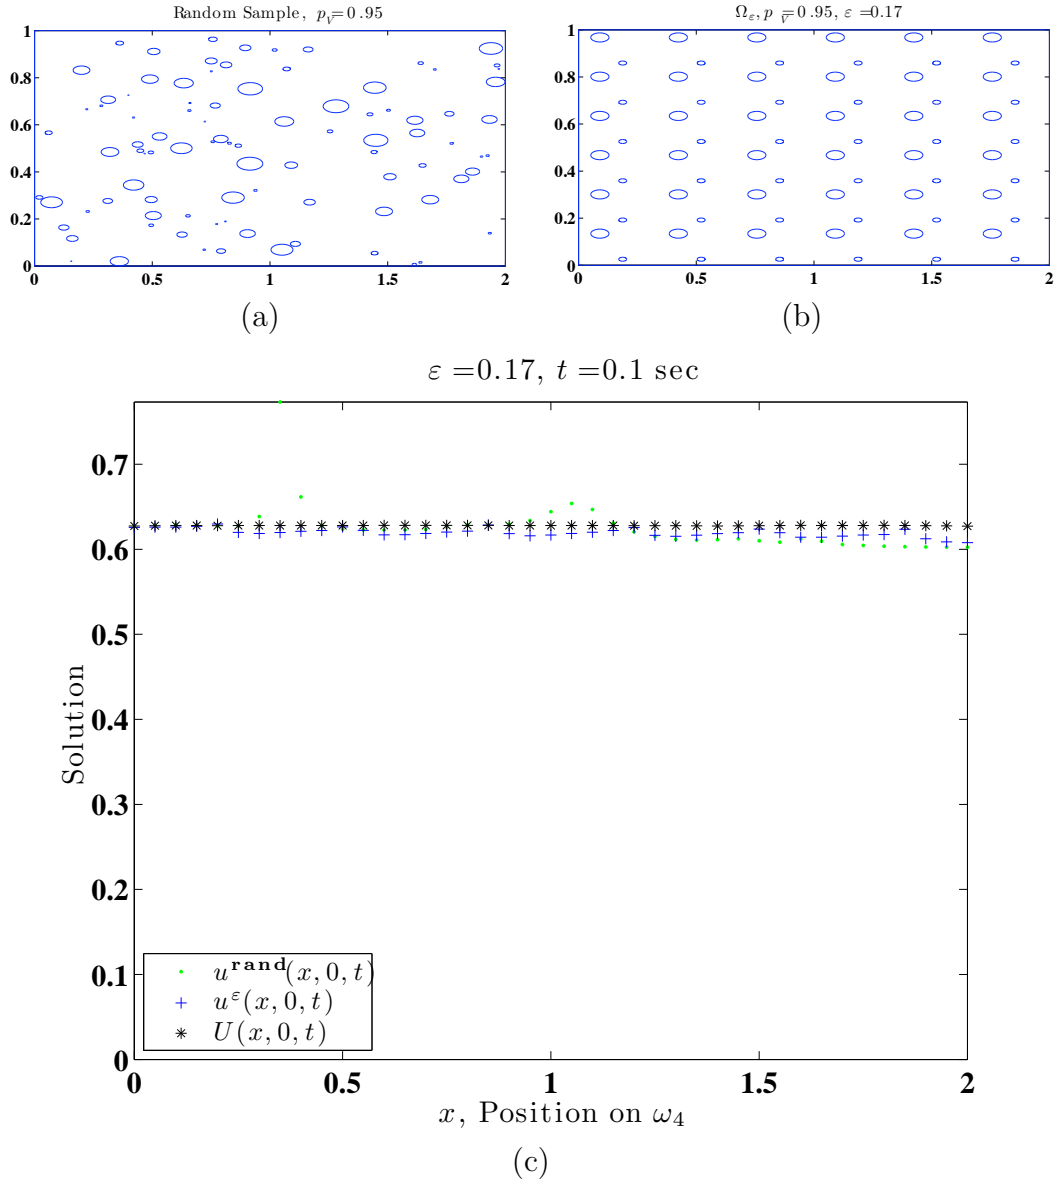 Random Sample, p_V=0.95
1
0.8
0.6
0.4
0.2
0
0 0.5 1 1.5 2
(a)
Ω_ε, p_V=0.95, ε=0.17
1
0.8
0.6
0.4
0.2
0
0 0.5 1 1.5 2
(b)
ε=0.17, t=0.1 sec
Solution
0.7
0.6
0.5
0.4
0.3
0.2
0.1
0
u^rand(x,0,t)
u^ε(x,0,t)
U(x,0,t)
0 0.5 1 1.5 2
x, Position on ω_4
(c)